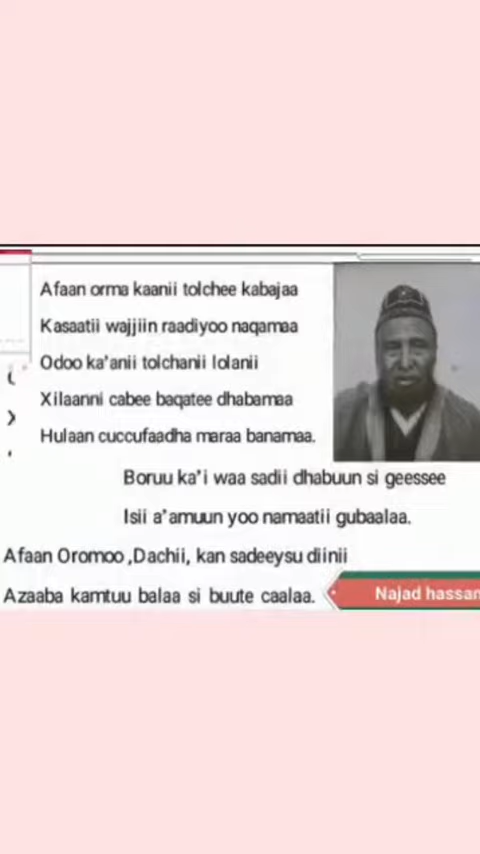 Afaan orma kaanii tolchee kabajaa
Kasaatii wajjiin raadiyoo naqamaa
Odoo ka'anii tolchanii lolanii
Xilaanni cabee baqatee dhabamaa
Hulaan cuccufaadha maraa banamaa.
Boruu ka'i waa sadii dhabuun si geessee
Isii a'amuun yoo namaatii gubaalaa.
Afaan Oromoo ,Dachii, kan sadeeysu diinii
Azaaba kamtuu balaa si buute caalaa.
Najad hassan